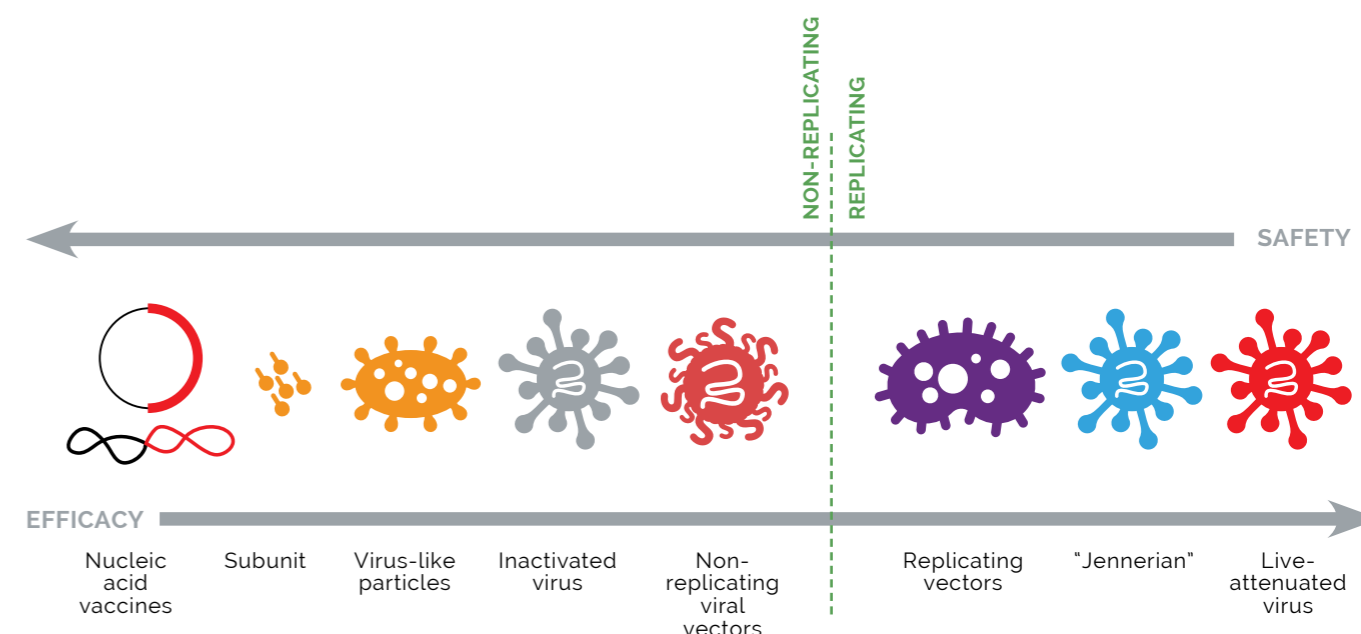 NON-REPLICATING
REPLICATING
SAFETY
EFFICACY
Nucleic
acid
vaccines
Subunit
Virus-like
particles
Inactivated
virus
Non-
replicating
viral
vectors
Replicating
vectors
“Jennerian”
Live-
attenuated
virus